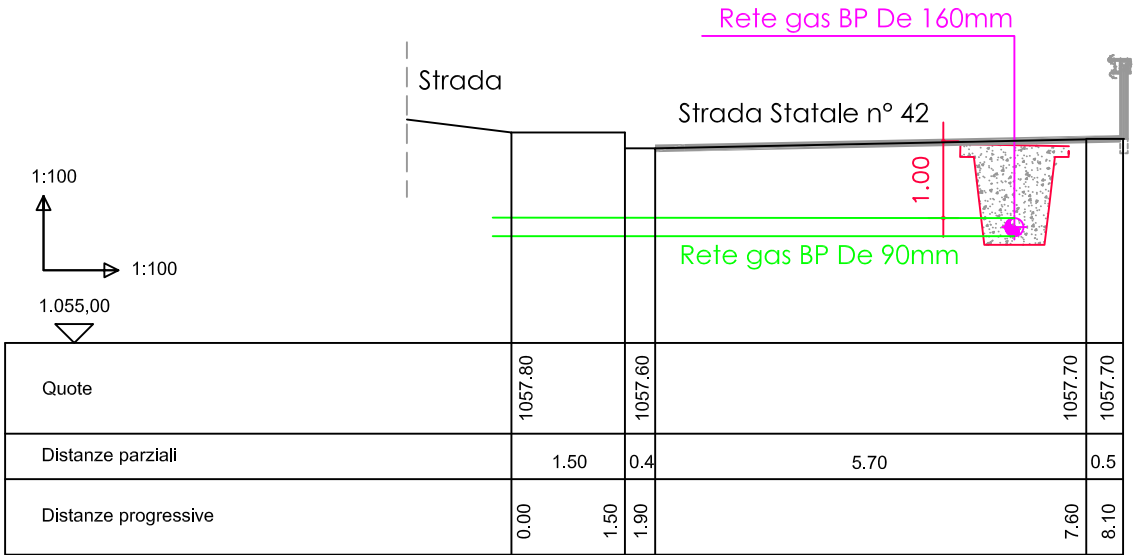 Rete gas BP De 160mm
Strada
Strada Statale n° 42
1:100
1.00
1:100
Rete gas BP De 90mm
1.055,00
Quote
1057.80
1057.60
1057.70
1057.70
Distanze parziali
1.50
0.4
5.70
0.5
Distanze progressive
0.00
1.50
1.90
7.60
8.10